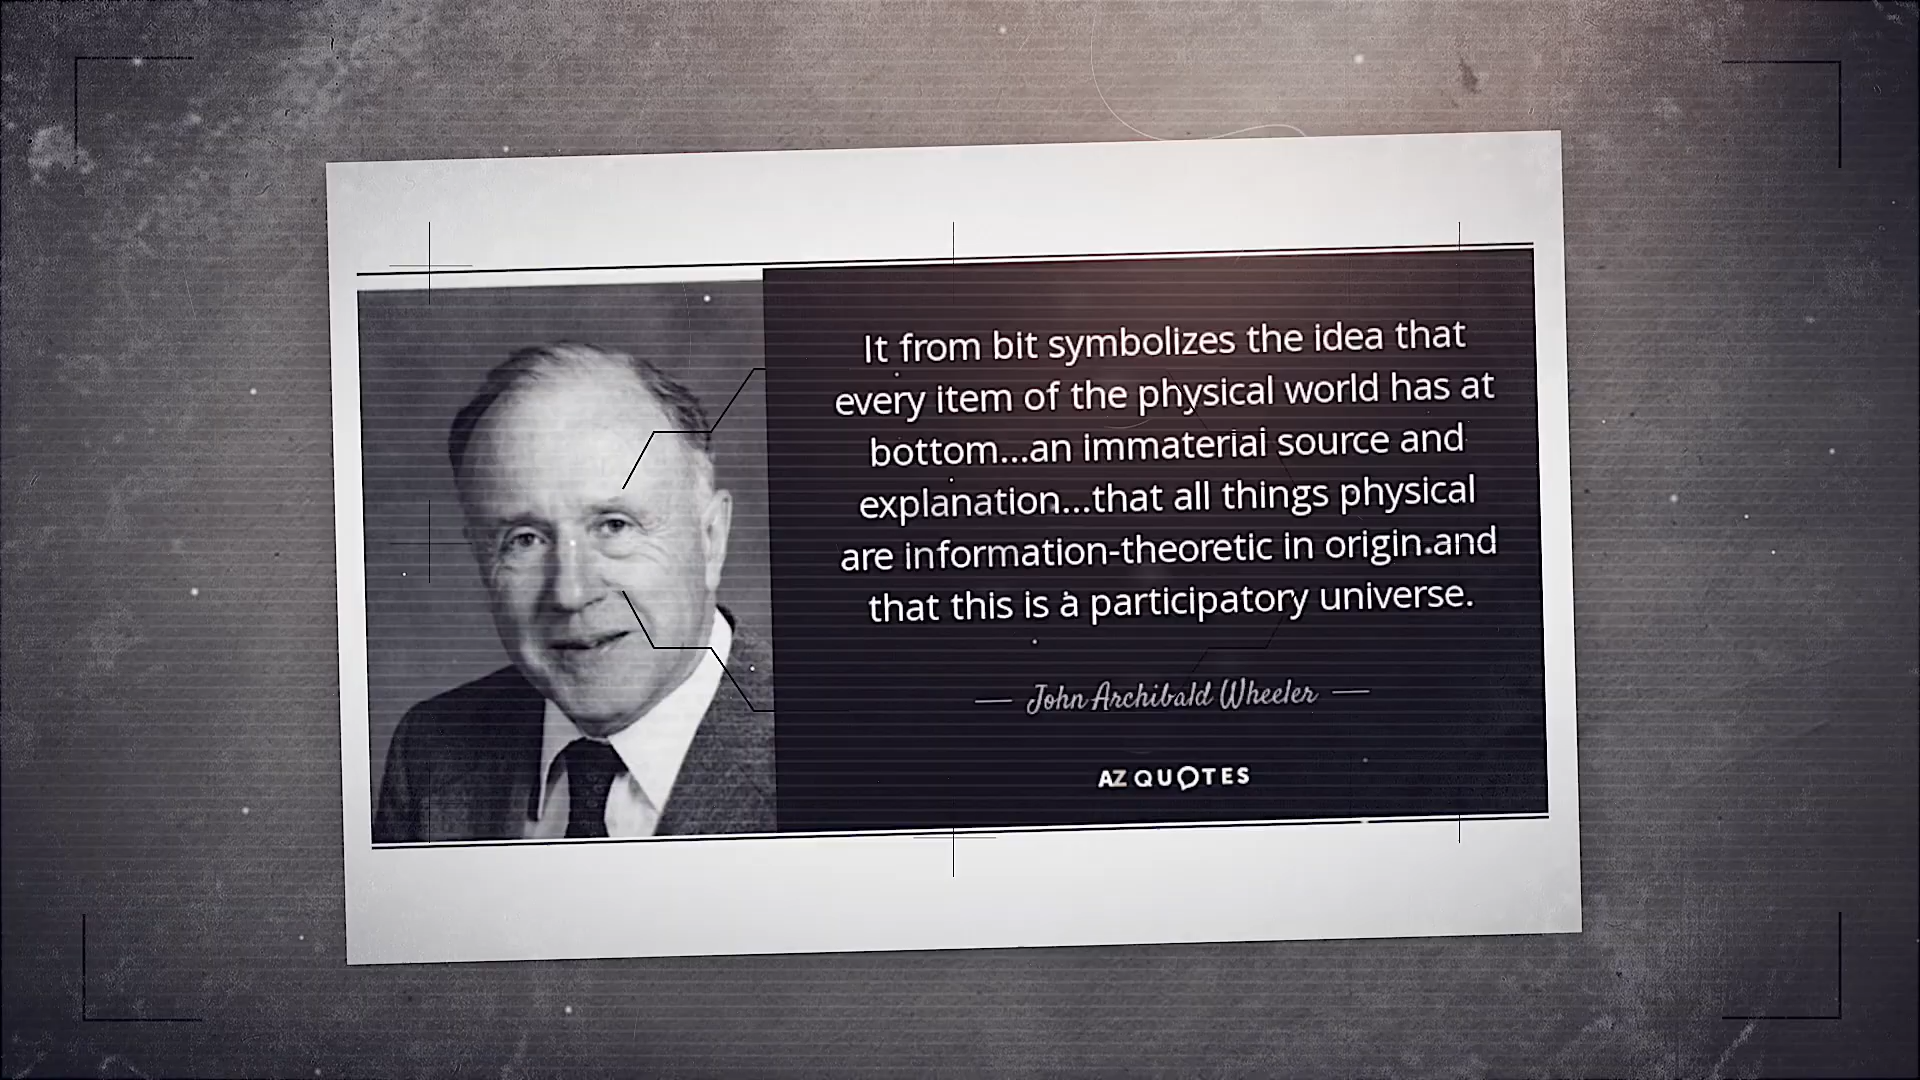 It from bit symbolizes the idea that
every item of the physical world has at
bottom...an immaterial source and
explanation...that all things physical
are information-theoretic in origin.and
that this is a participatory universe.
— John Archibald Wheeler —
AZ QUOTES